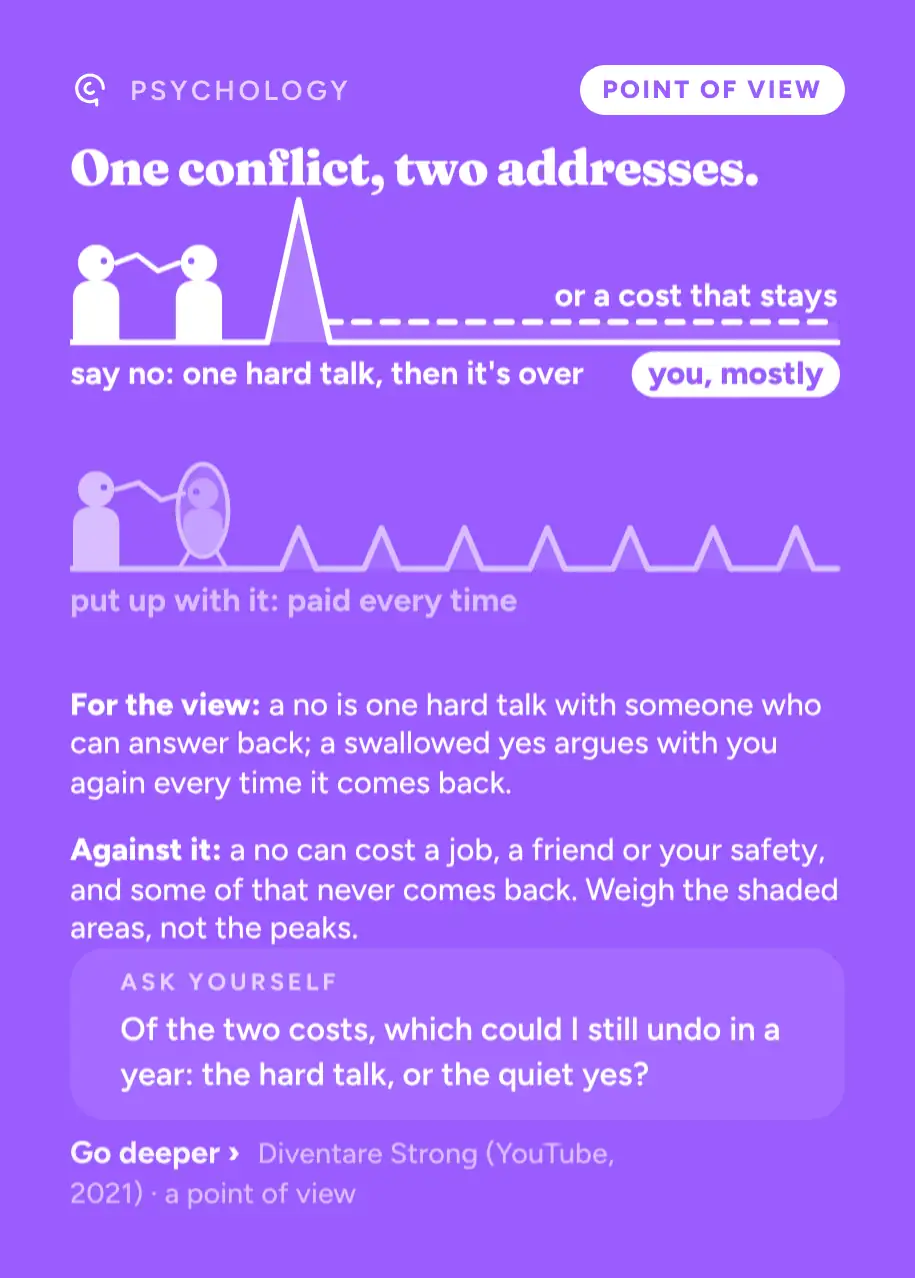 PSYCHOLOGY
POINT OF VIEW
One conflict, two addresses.
or a cost that stays
say no: one hard talk, then it's over
you, mostly
put up with it: paid every time
For the view: a no is one hard talk with someone who
can answer back; a swallowed yes argues with you
again every time it comes back.
Against it: a no can cost a job, a friend or your safety,
and some of that never comes back. Weigh the shaded
areas, not the peaks.
ASK YOURSELF
Of the two costs, which could I still undo in a
year: the hard talk, or the quiet yes?
Go deeper › Diventare Strong (YouTube,
2021) · a point of view